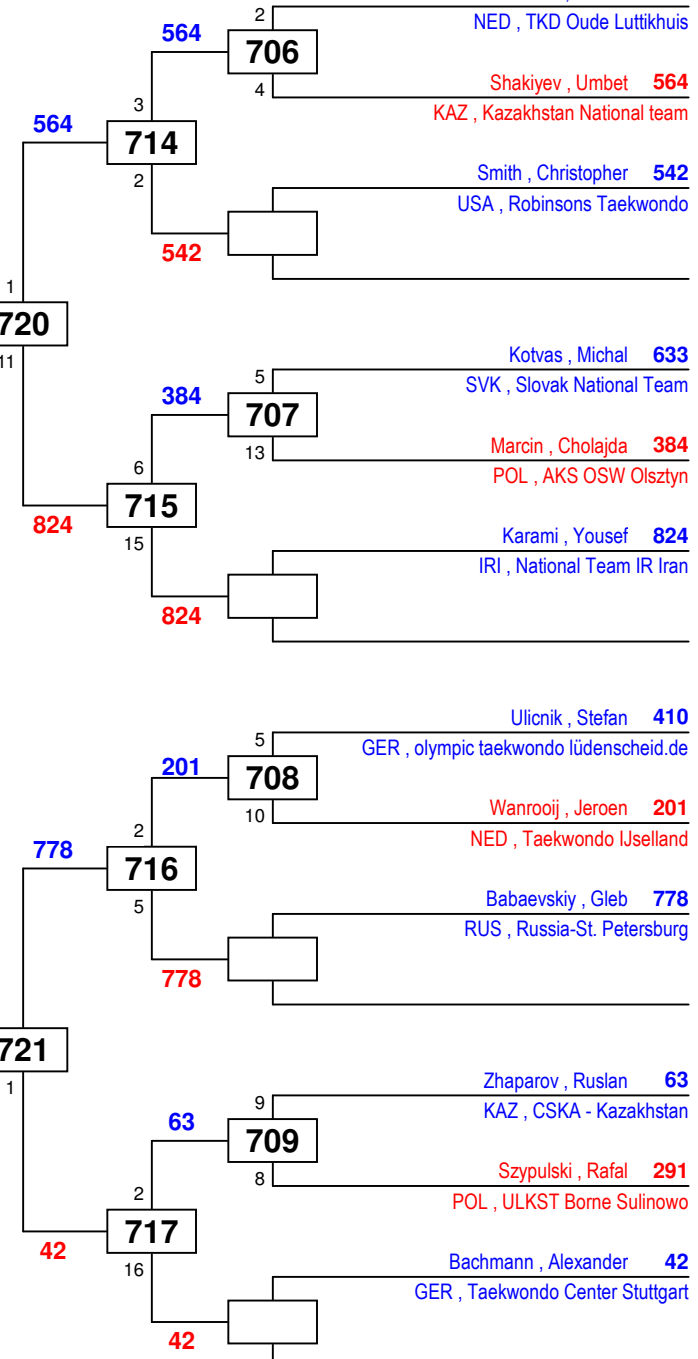 2
NED , TKD Oude Luttikhuis
564
706
4
Shakiyev , Umbet 564
KAZ , Kazakhstan National team
3
564
714
2
Smith , Christopher 542
USA , Robinsons Taekwondo
542
1
720
11
Kotvas , Michal 633
5
SVK , Slovak National Team
384
707
13
Marcin , Cholajda 384
POL , AKS OSW Olsztyn
6
715
824
15
Karami , Yousef 824
IRI , National Team IR Iran
824
Ulicnik , Stefan 410
5
GER , olympic taekwondo lüdenscheid.de
201
708
10
Wanrooij , Jeroen 201
NED , Taekwondo IJselland
2
778
716
5
Babaevskiy , Gleb 778
RUS , Russia-St. Petersburg
778
721
1
Zhaparov , Ruslan 63
9
KAZ , CSKA - Kazakhstan
63
709
8
Szypulski , Rafal 291
POL , ULKST Borne Sulinowo
2
717
42
16
Bachmann , Alexander 42
GER , Taekwondo Center Stuttgart
42